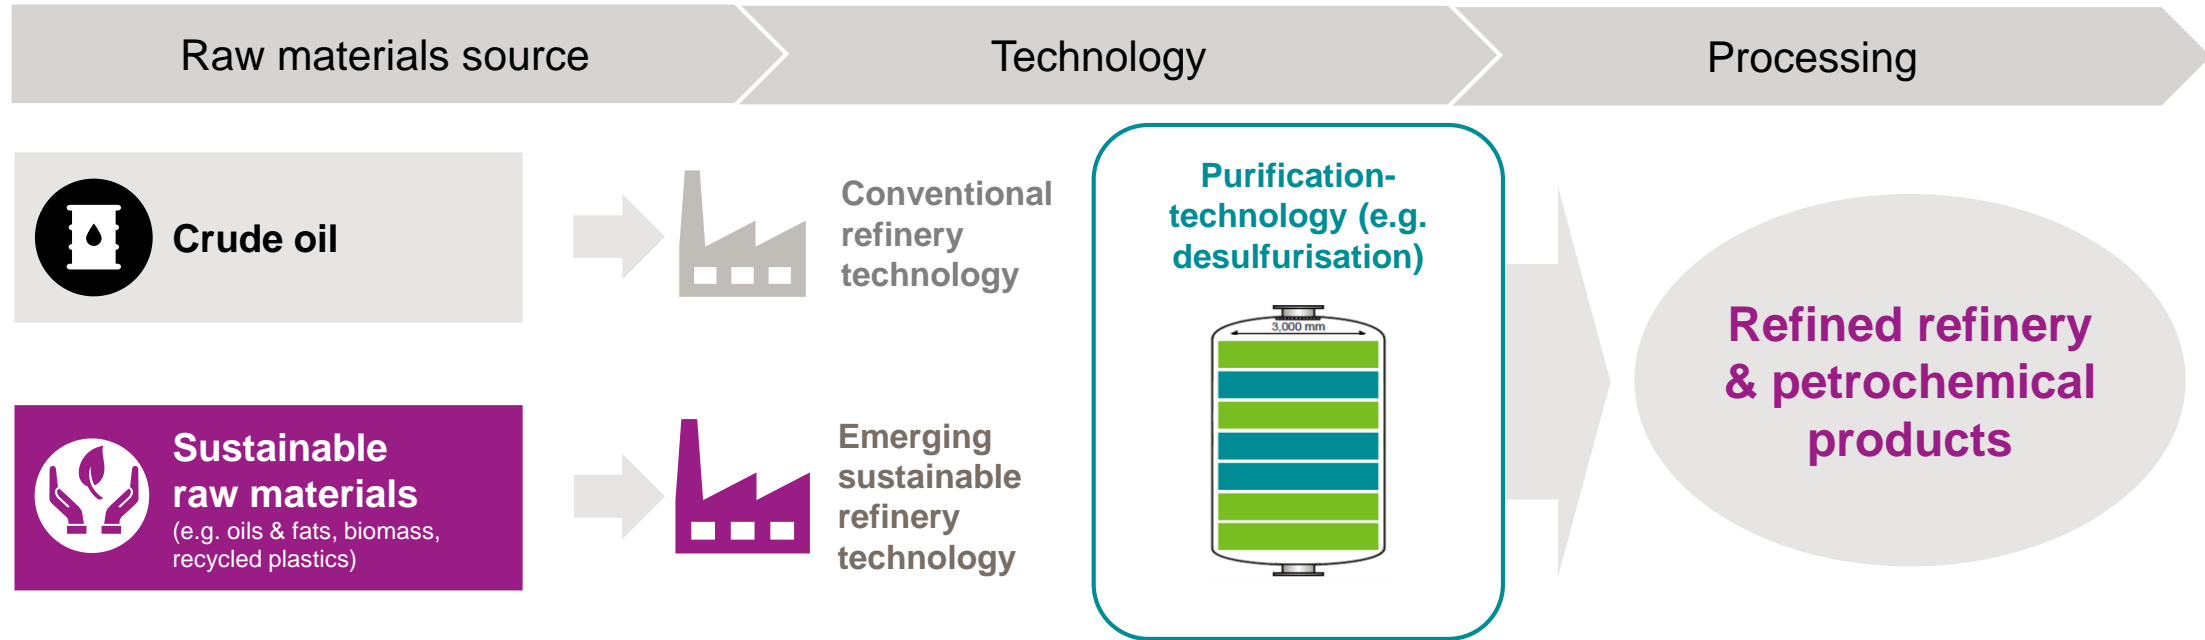 Raw materials source
Technology
Processing
Crude oil
Conventional
refinery
technology
Sustainable
raw materials
(e.g. oils & fats, biomass,
recycled plastics)
Emerging
sustainable
refinery
technology
Purification-
technology (e.g.
desulfurisation)
3,000 mm
Refined refinery
& petrochemical
products